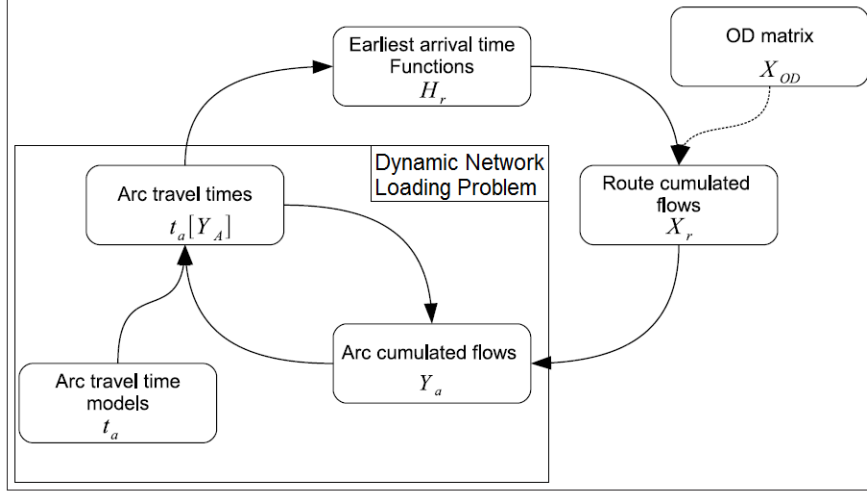 Earliest arrival time
Functions
H_r
OD matrix
X_OD
Dynamic Network
Loading Problem
Arc travel times
t_a[Y_A]
Route cumulated
flows
X_r
Arc cumulated flows
Y_a
Arc travel time
models
t_a